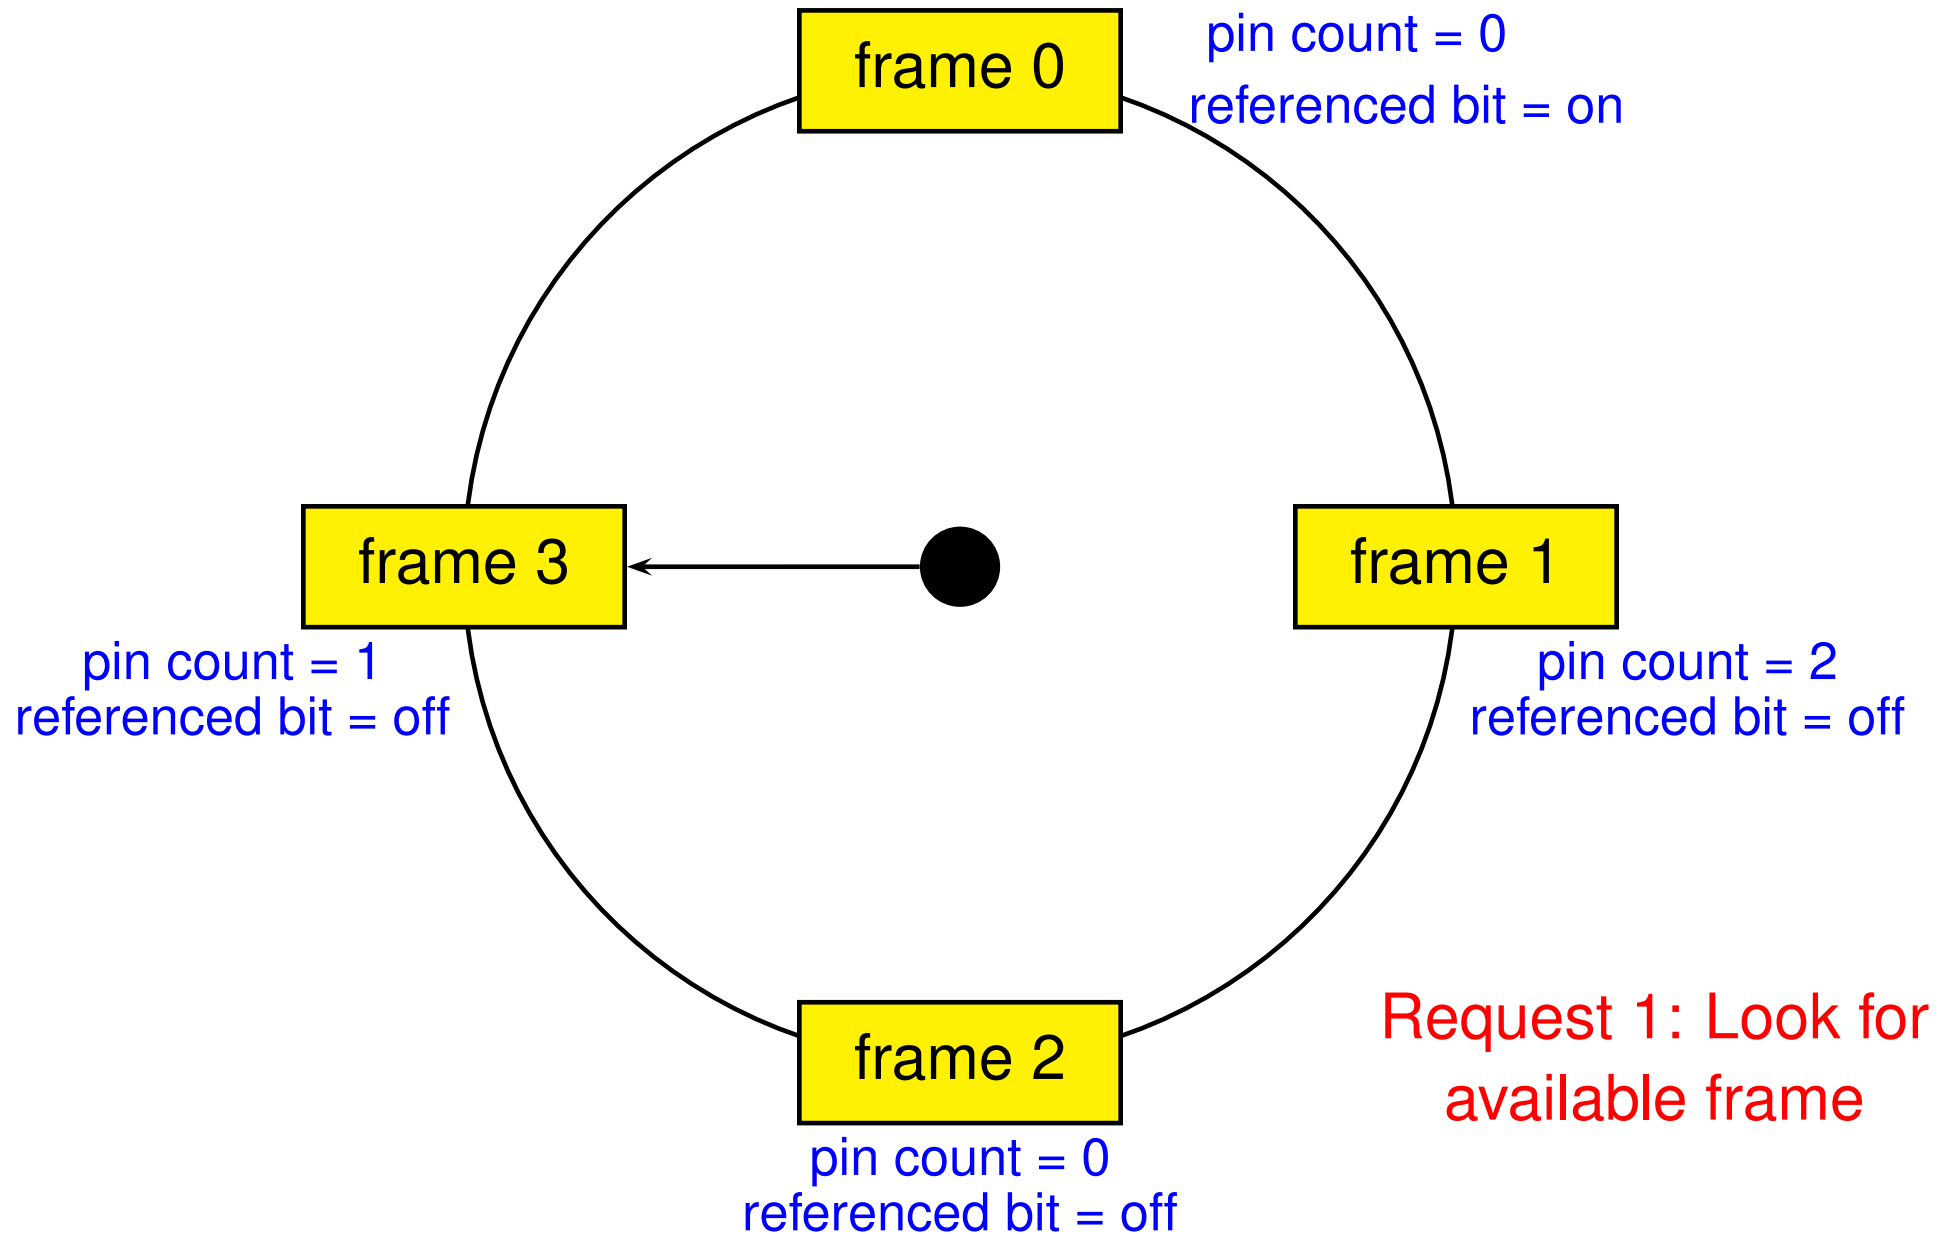 frame 0
pin count = 0
referenced bit = on
frame 3
pin count = 1
referenced bit = off
frame 1
pin count = 2
referenced bit = off
frame 2
pin count = 0
referenced bit = off
Request 1: Look for
available frame